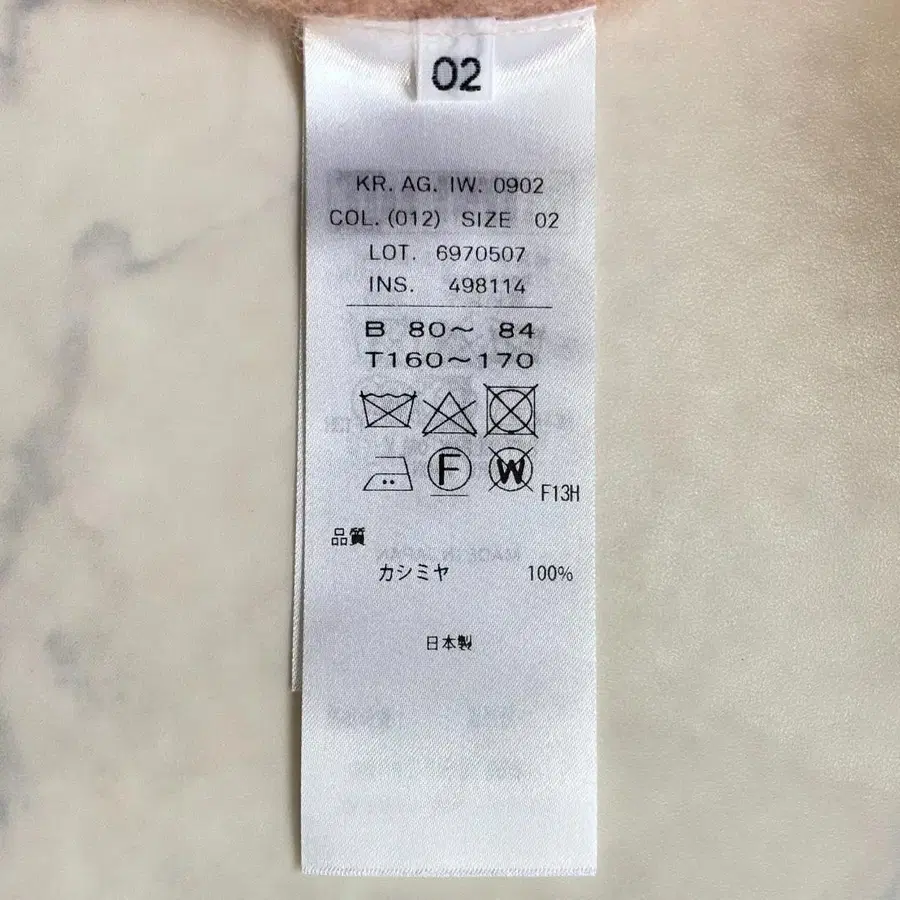 02
KR. AG. IW. 0902
COL. (012) SIZE 02
LOT. 6970507
INS. 498114
B 80～ 84
T160～170
F W
F13H
品質
カシミヤ 100%
日本製